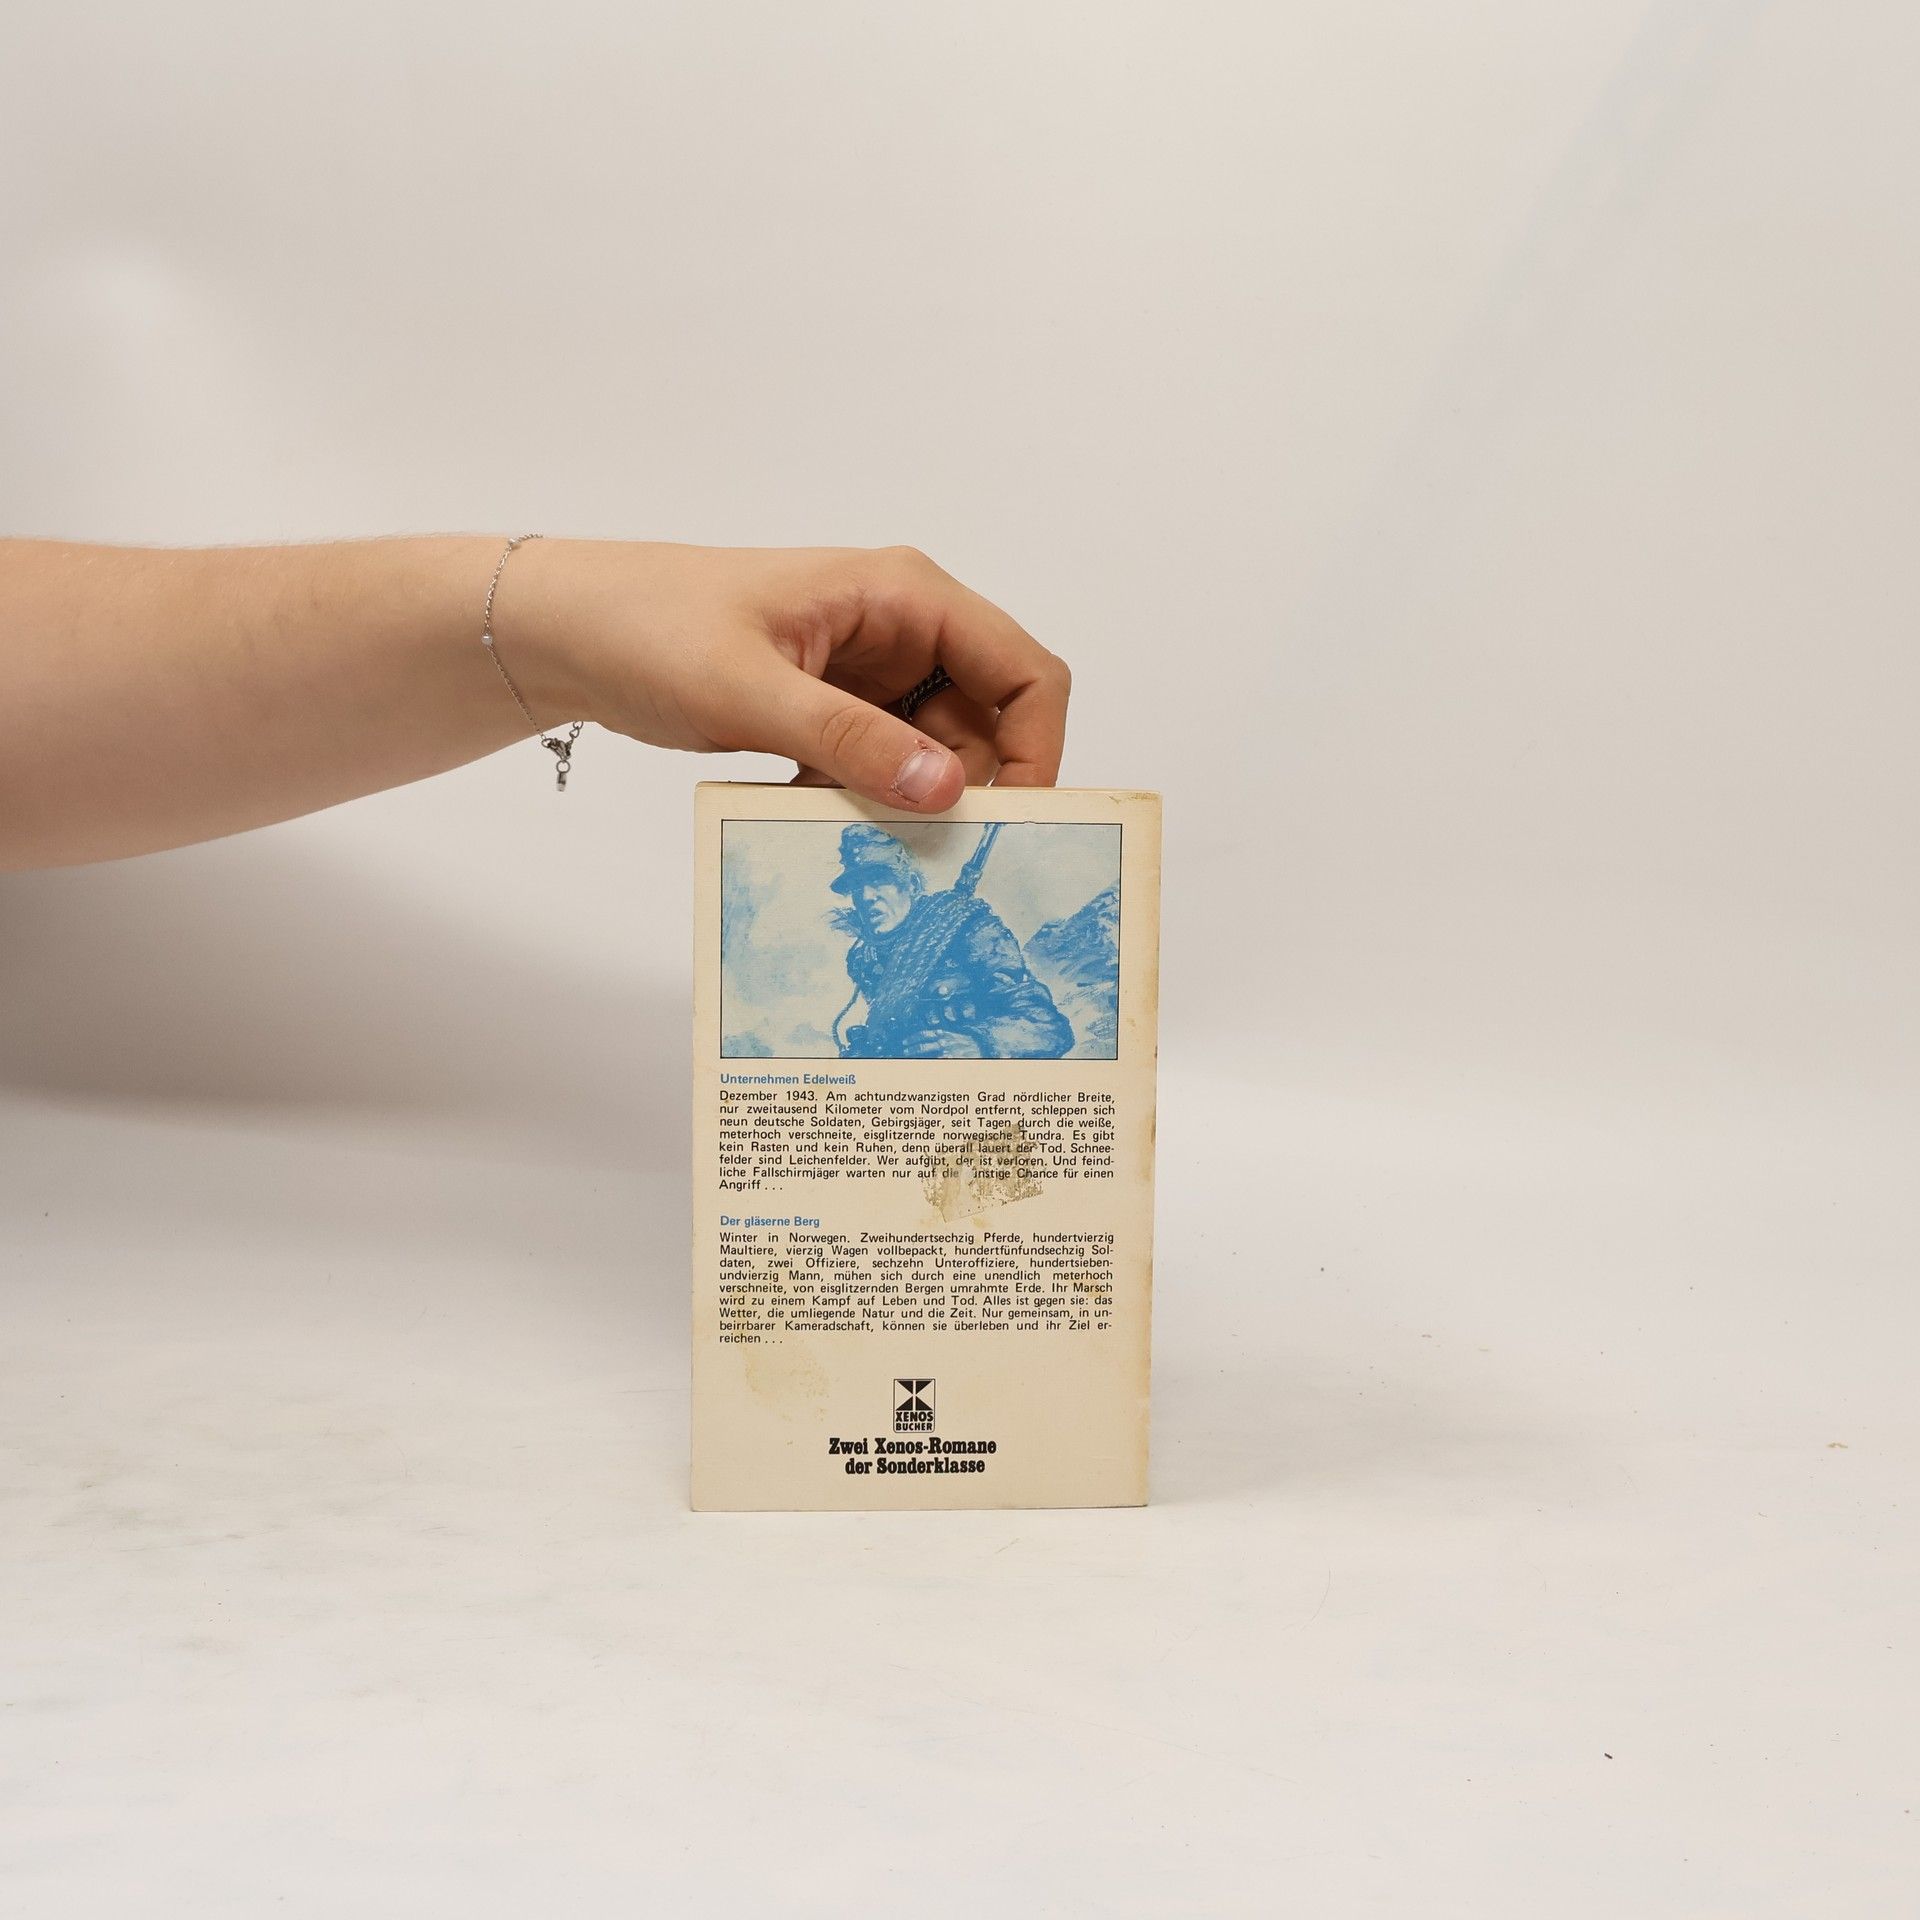 Unternehmen Edelweiß
Dezember 1943. Am achtundzwanzigsten Grad nördlicher Breite,
nur zweitausend Kilometer vom Nordpol entfernt, schleppen sich
neun deutsche Soldaten, Gebirgsjäger, seit Tagen durch die weiße,
meterhoch verschneite, eisglitzernde norwegische Tundra. Es gibt
kein Rasten und kein Ruhen, denn überall lauert der Tod. Schnee-
felder sind Leichenfelder. Wer aufgibt, der ist verloren. Und feind-
liche Fallschirmjäger warten nur auf die ünstige Chance für einen
Angriff . . .
Der gläserne Berg
Winter in Norwegen. Zweihundertsechzig Pferde, hundertvierzig
Maultiere, vierzig Wagen vollbepackt, hundertfünfundsechzig Sol-
daten, zwei Offiziere, sechzehn Unteroffiziere, hundertsieben-
undvierzig Mann, mühen sich durch eine unendlich meterhoch
verschneite, von eisglitzernden Bergen umrahmte Erde. Ihr Marsch
wird zu einem Kampf auf Leben und Tod. Alles ist gegen sie: das
Wetter, die umliegende Natur und die Zeit. Nur gemeinsam, in un-
beirrbarer Kameradschaft, können sie überleben und ihr Ziel er-
reichen . . .
XENOS
BÜCHER
Zwei Xenos-Romane
der Sonderklasse